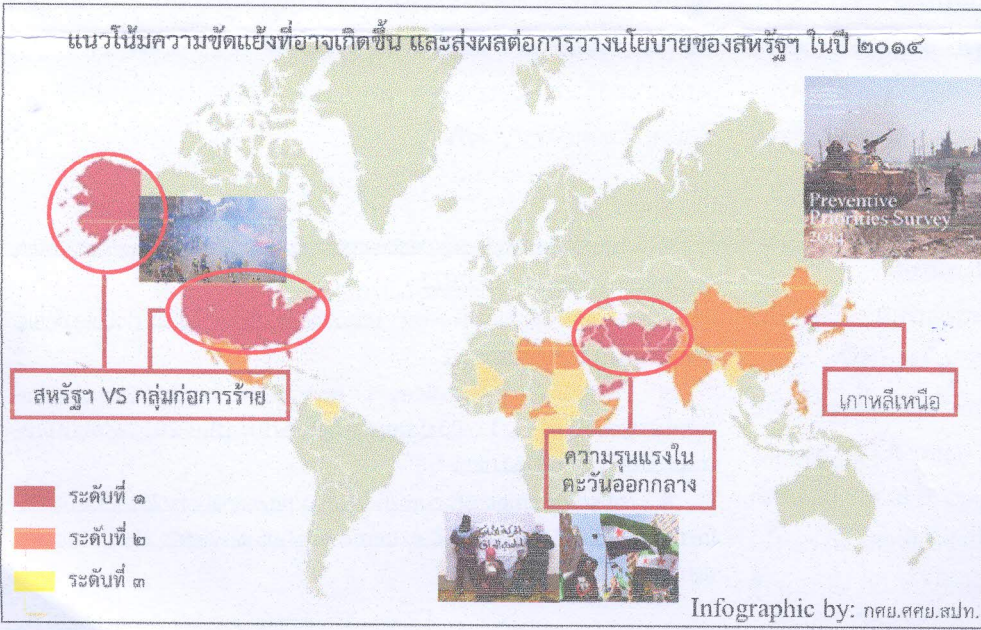 แนวโน้มความขัดแย้งที่อาจเกิดขึ้น และส่งผลต่อการวางนโยบายของสหรัฐฯ ในปี ๒๐๑๔
Preventive
Priorities Survey
2014
สหรัฐฯ VS กลุ่มก่อการร้าย
เกาหลีเหนือ
ความรุนแรงใน
ตะวันออกกลาง
ระดับที่ ๑
ระดับที่ ๒
ระดับที่ ๓
Infographic by: กศย.ศศย.สปท.